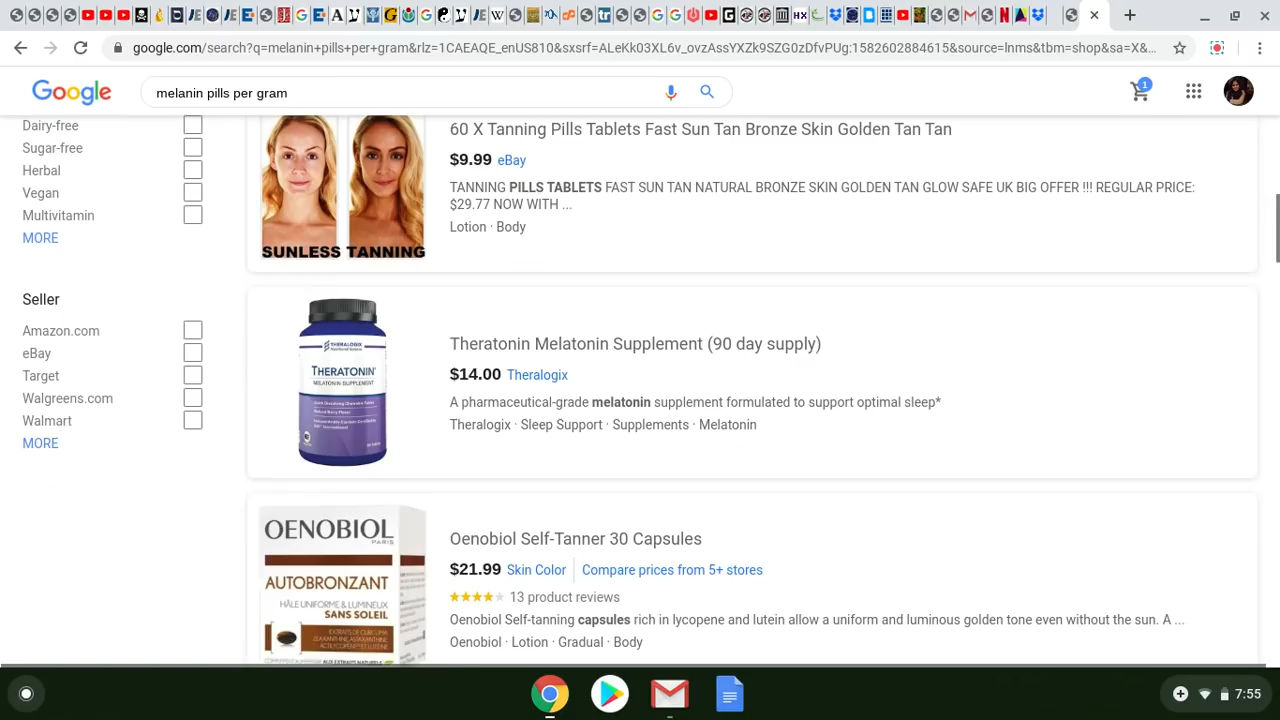 google.com/search?q=melanin+pills+per+gram&rlz=1CAEAQE_enUS810&sxsrf=ALeKk03XL6v_ovzAssYXZk9SZG0zDfvPUg:1582602884615&source=lnms&tbm=shop&sa=X&...
Google
melanin pills per gram
1
Dairy-free
Sugar-free
Herbal
Vegan
Multivitamin
MORE
Seller
Amazon.com
eBay
Target
Walgreens.com
Walmart
MORE
SUNLESS TANNING
60 X Tanning Pills Tablets Fast Sun Tan Bronze Skin Golden Tan Tan
$9.99 eBay
TANNING PILLS TABLETS FAST SUN TAN NATURAL BRONZE SKIN GOLDEN TAN GLOW SAFE UK BIG OFFER !!! REGULAR PRICE:
$29.77 NOW WITH ...
Lotion · Body
THERALOGIX
THERATONIN
MELATONIN SUPPLEMENT
Theratonin Melatonin Supplement (90 day supply)
$14.00 Theralogix
A pharmaceutical-grade melatonin supplement formulated to support optimal sleep*
Theralogix · Sleep Support · Supplements · Melatonin
OENOBIOL
PARIS
AUTOBRONZANT
HÂLE UNIFORME & LUMINEUX
SANS SOLEIL
Oenobiol Self-Tanner 30 Capsules
$21.99 Skin Color Compare prices from 5+ stores
13 product reviews
Oenobiol Self-tanning capsules rich in lycopene and lutein allow a uniform and luminous golden tone even without the sun. A ...
Oenobiol · Lotion · Gradual · Body
7:55